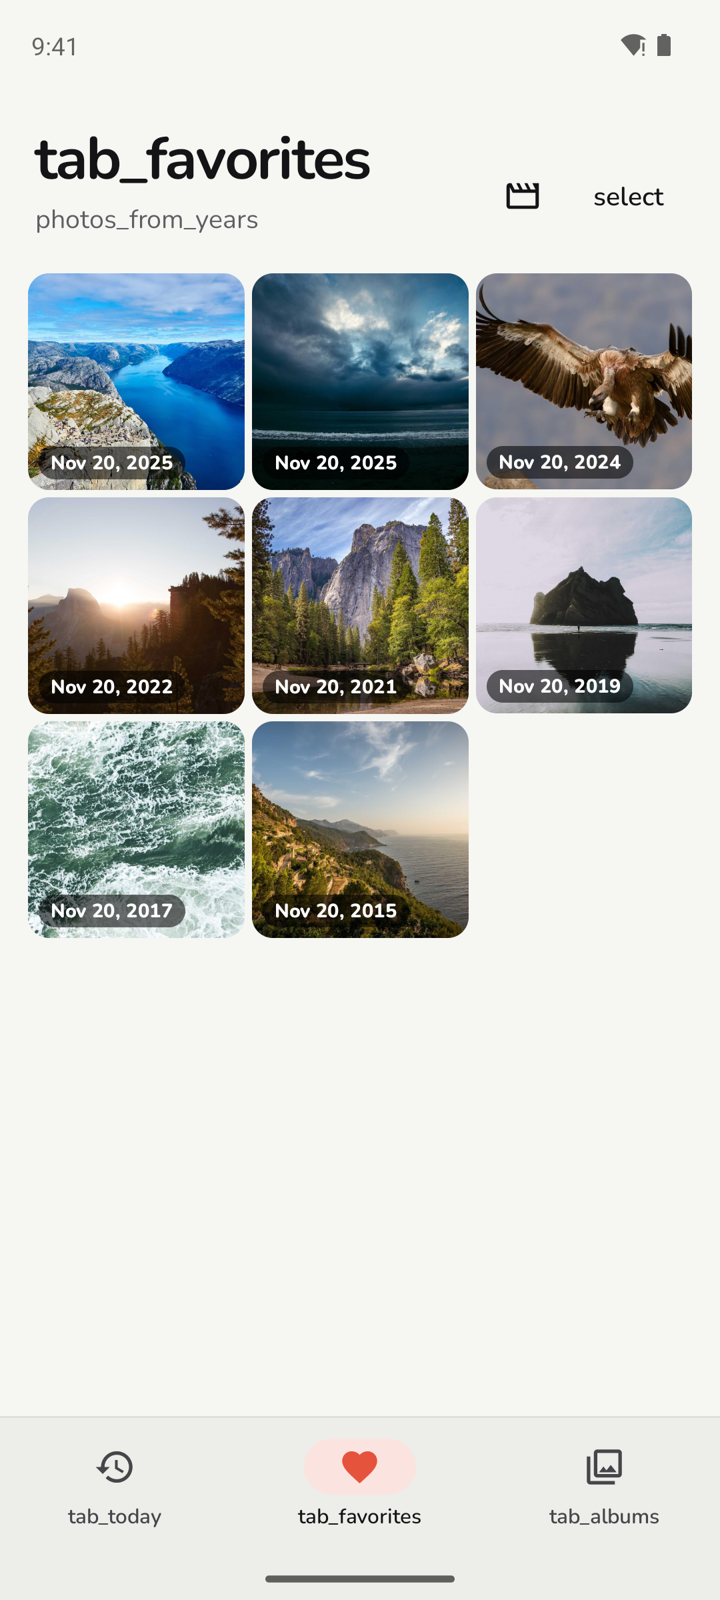 9:41
tab_favorites
photos_from_years
select
Nov 20, 2025
Nov 20, 2025
Nov 20, 2024
Nov 20, 2022
Nov 20, 2021
Nov 20, 2019
Nov 20, 2017
Nov 20, 2015
tab_today
tab_favorites
tab_albums